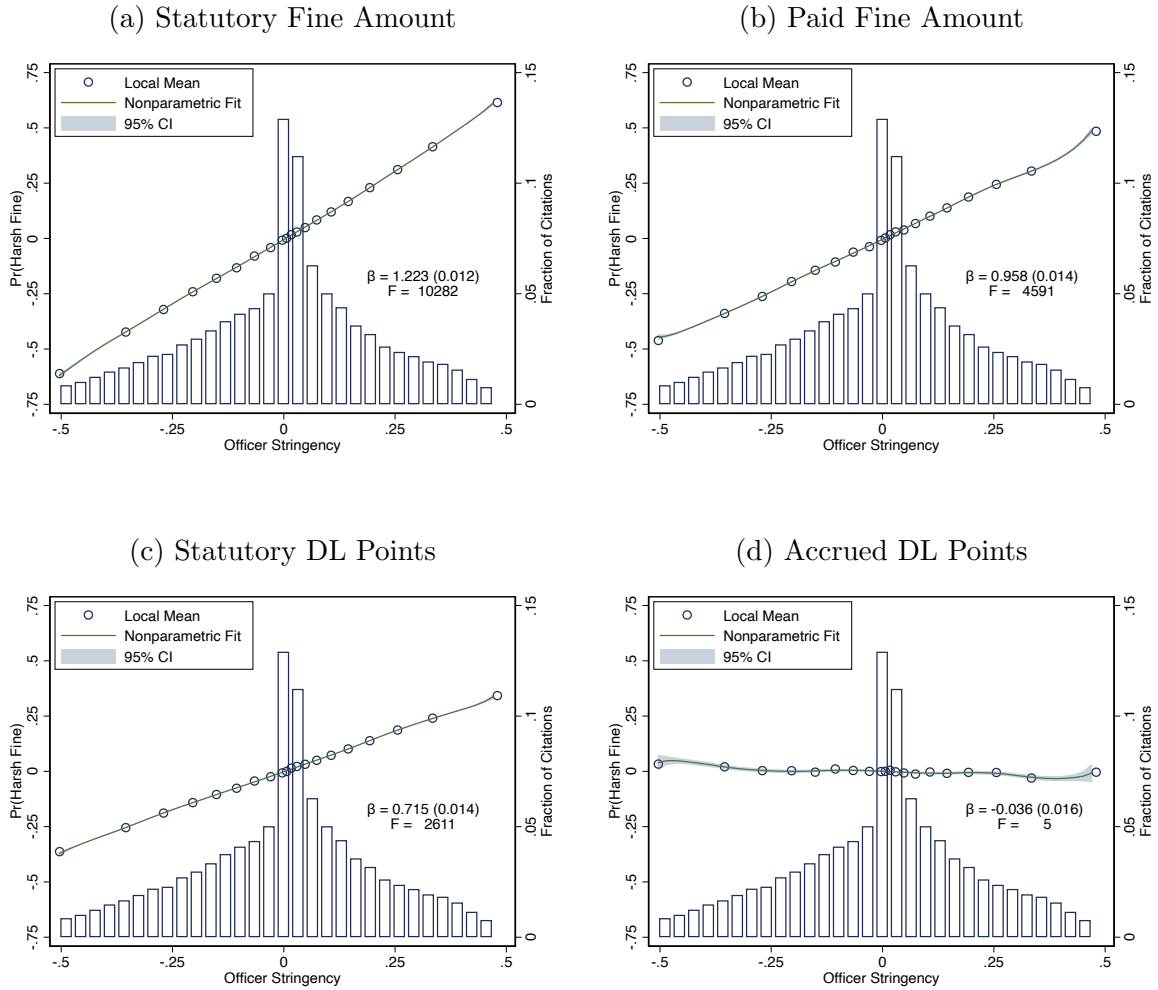 (a) Statutory Fine Amount
Local Mean
Nonparametric Fit
95% CI
.75
.5
.25
0
-.25
-.5
-.75
Pr(Harsh Fine)
.15
.1
.05
0
Fraction of Citations
β = 1.223 (0.012)
F = 10282
-.5 -.25 0 .25 .5
Officer Stringency
(b) Paid Fine Amount
Local Mean
Nonparametric Fit
95% CI
.75
.5
.25
0
-.25
-.5
-.75
Pr(Harsh Fine)
.15
.1
.05
0
Fraction of Citations
β = 0.958 (0.014)
F = 4591
-.5 -.25 0 .25 .5
Officer Stringency
(c) Statutory DL Points
Local Mean
Nonparametric Fit
95% CI
.75
.5
.25
0
-.25
-.5
-.75
Pr(Harsh Fine)
.15
.1
.05
0
Fraction of Citations
β = 0.715 (0.014)
F = 2611
-.5 -.25 0 .25 .5
Officer Stringency
(d) Accrued DL Points
Local Mean
Nonparametric Fit
95% CI
.75
.5
.25
0
-.25
-.5
-.75
Pr(Harsh Fine)
.15
.1
.05
0
Fraction of Citations
β = -0.036 (0.016)
F = 5
-.5 -.25 0 .25 .5
Officer Stringency